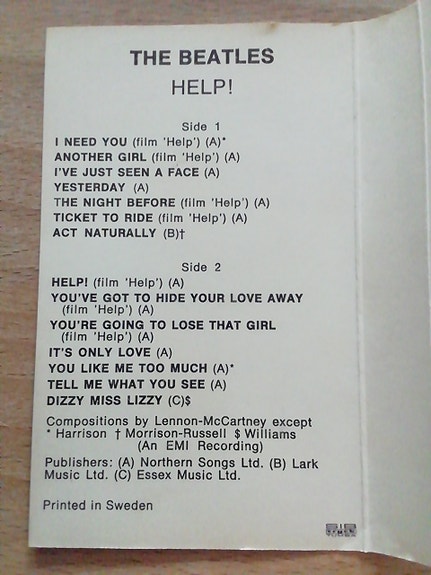 THE BEATLES
HELP!
Side 1
I NEED YOU (film 'Help') (A)*
ANOTHER GIRL (film 'Help') (A)
I'VE JUST SEEN A FACE (A)
YESTERDAY (A)
THE NIGHT BEFORE (film 'Help') (A)
TICKET TO RIDE (film 'Help') (A)
ACT NATURALLY (B)†
Side 2
HELP! (film 'Help') (A)
YOU'VE GOT TO HIDE YOUR LOVE AWAY
(film 'Help') (A)
YOU'RE GOING TO LOSE THAT GIRL
(film 'Help') (A)
IT'S ONLY LOVE (A)
YOU LIKE ME TOO MUCH (A)*
TELL ME WHAT YOU SEE (A)
DIZZY MISS LIZZY (C)$
Compositions by Lennon-McCartney except
* Harrison † Morrison-Russell $ Williams
(An EMI Recording)
Publishers: (A) Northern Songs Ltd. (B) Lark
Music Ltd. (C) Essex Music Ltd.
Printed in Sweden